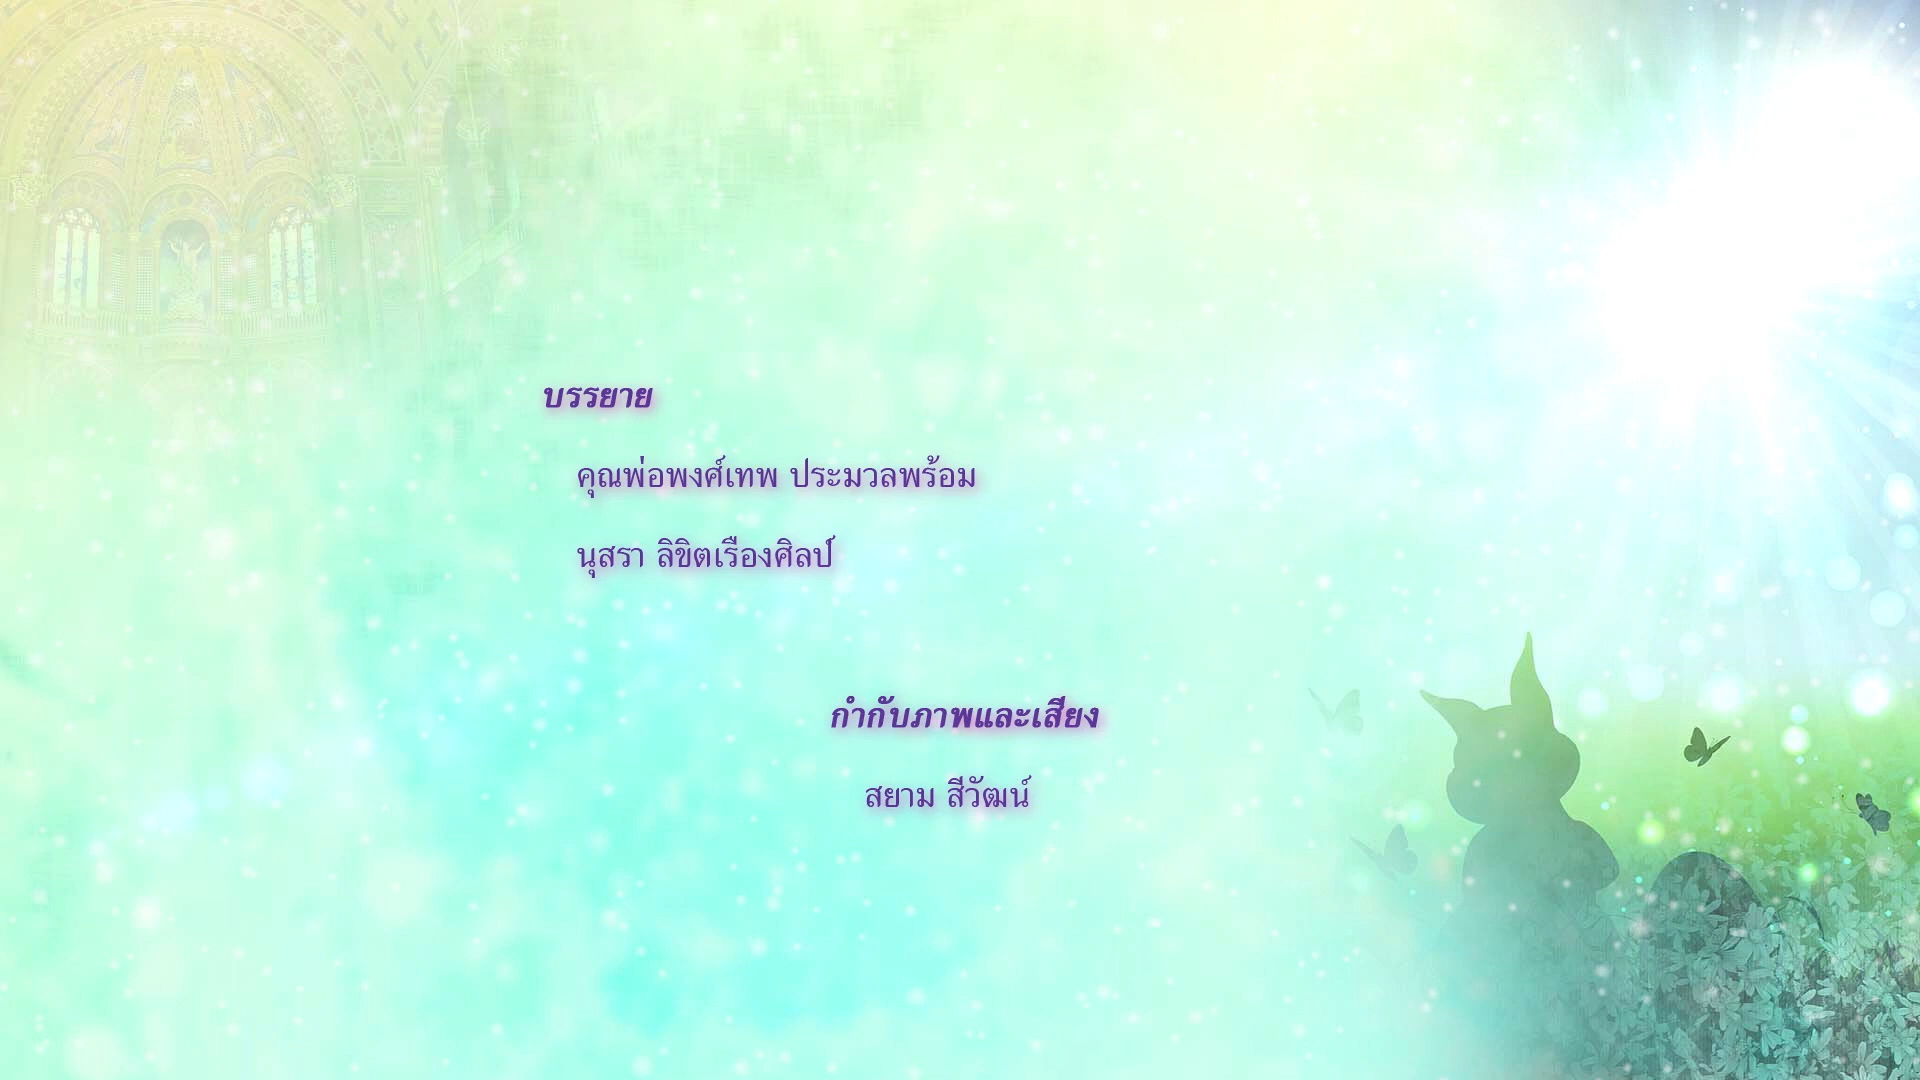 บรรยาย
คุณพ่อพงศ์เทพ ประมวลพร้อม
นุสรา ลิขิตเรืองศิลป์
กำกับภาพและเสียง
สยาม สีวัฒน์